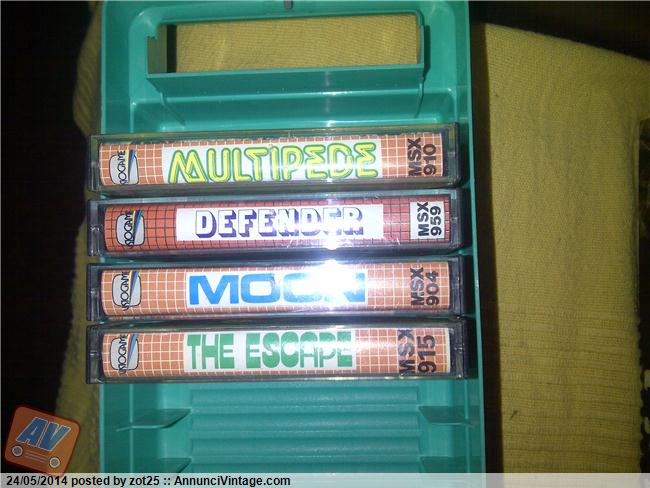 MULTIPEDE
MSX
910
DEFENDER
MSX
959
MOON
MSX
904
THE ESCAPE
MSX
915
AV
24/05/2014 posted by zot25 :: AnnunciVintage.com